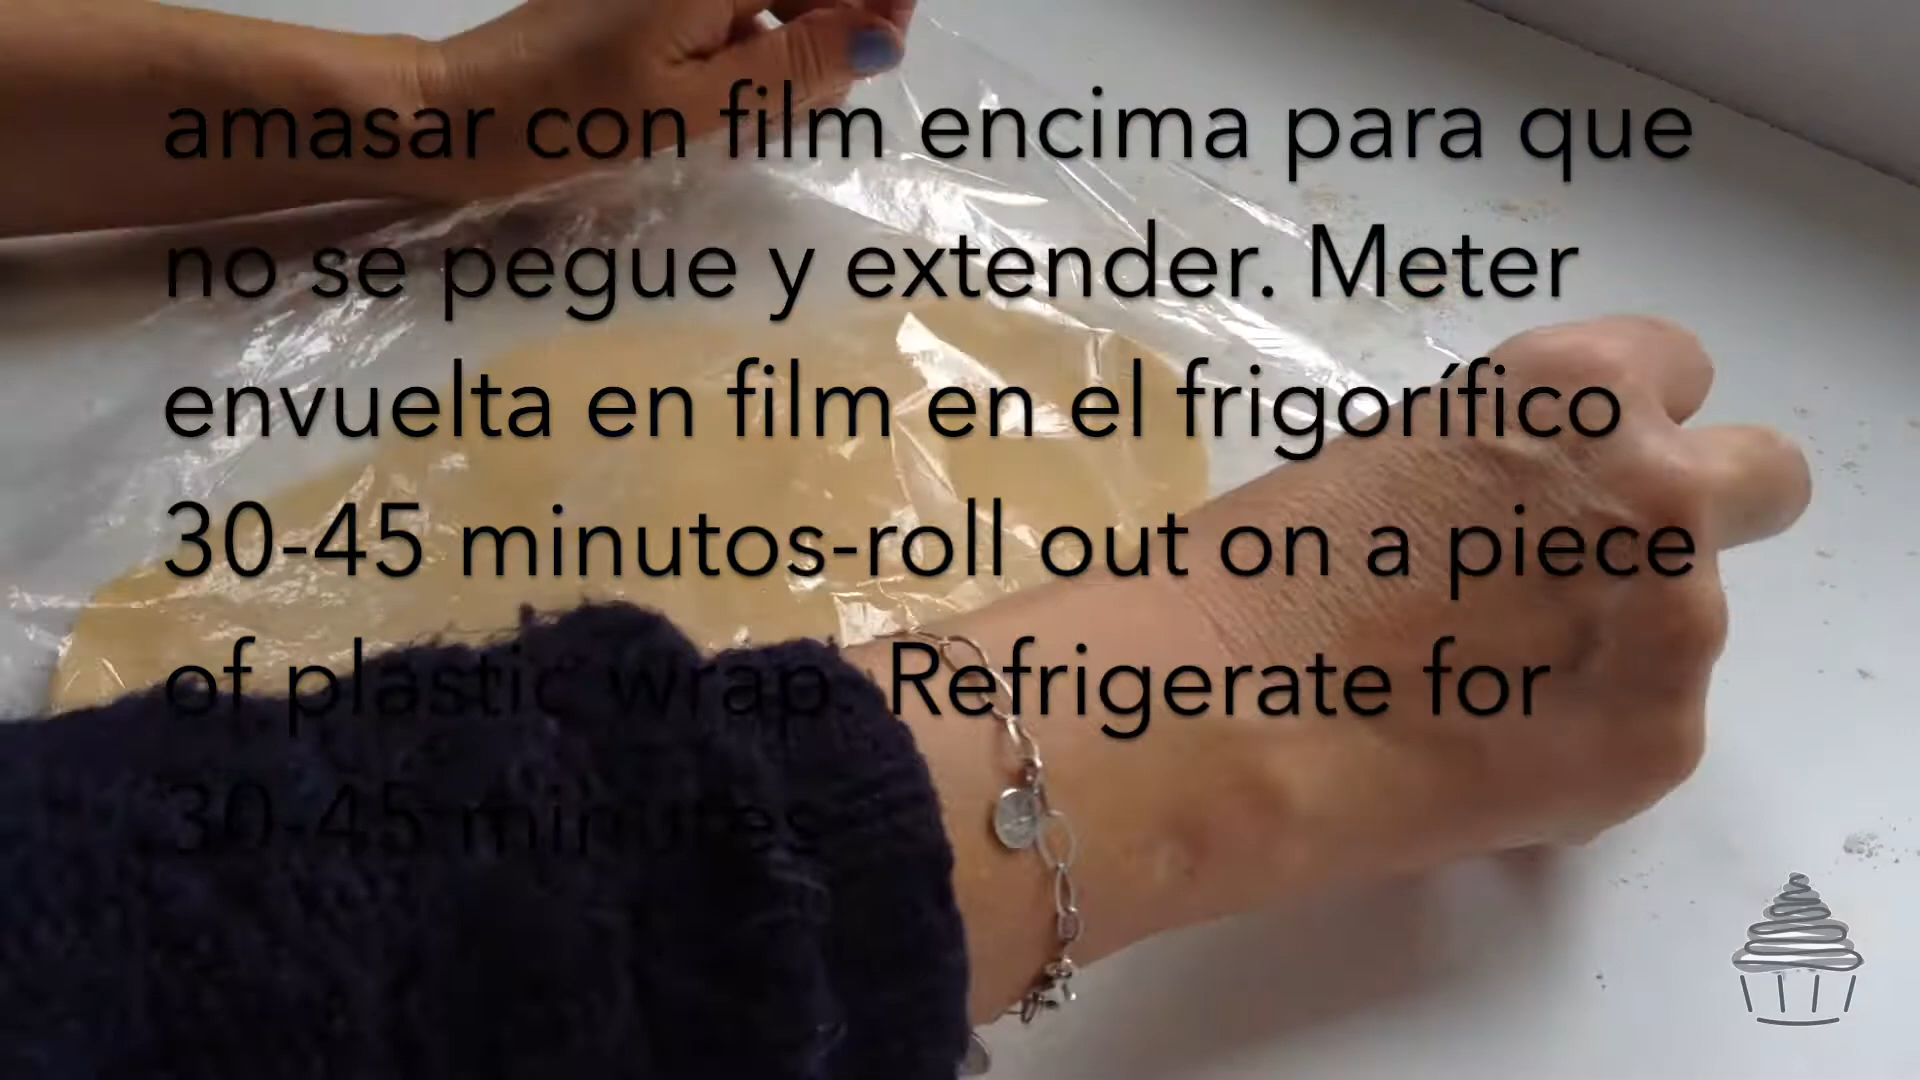 amasar con film encima para que
no se pegue y extender. Meter
envuelta en film en el frigorífico
30-45 minutos-roll out on a piece
of plastic wrap. Refrigerate for
30-45 minutes